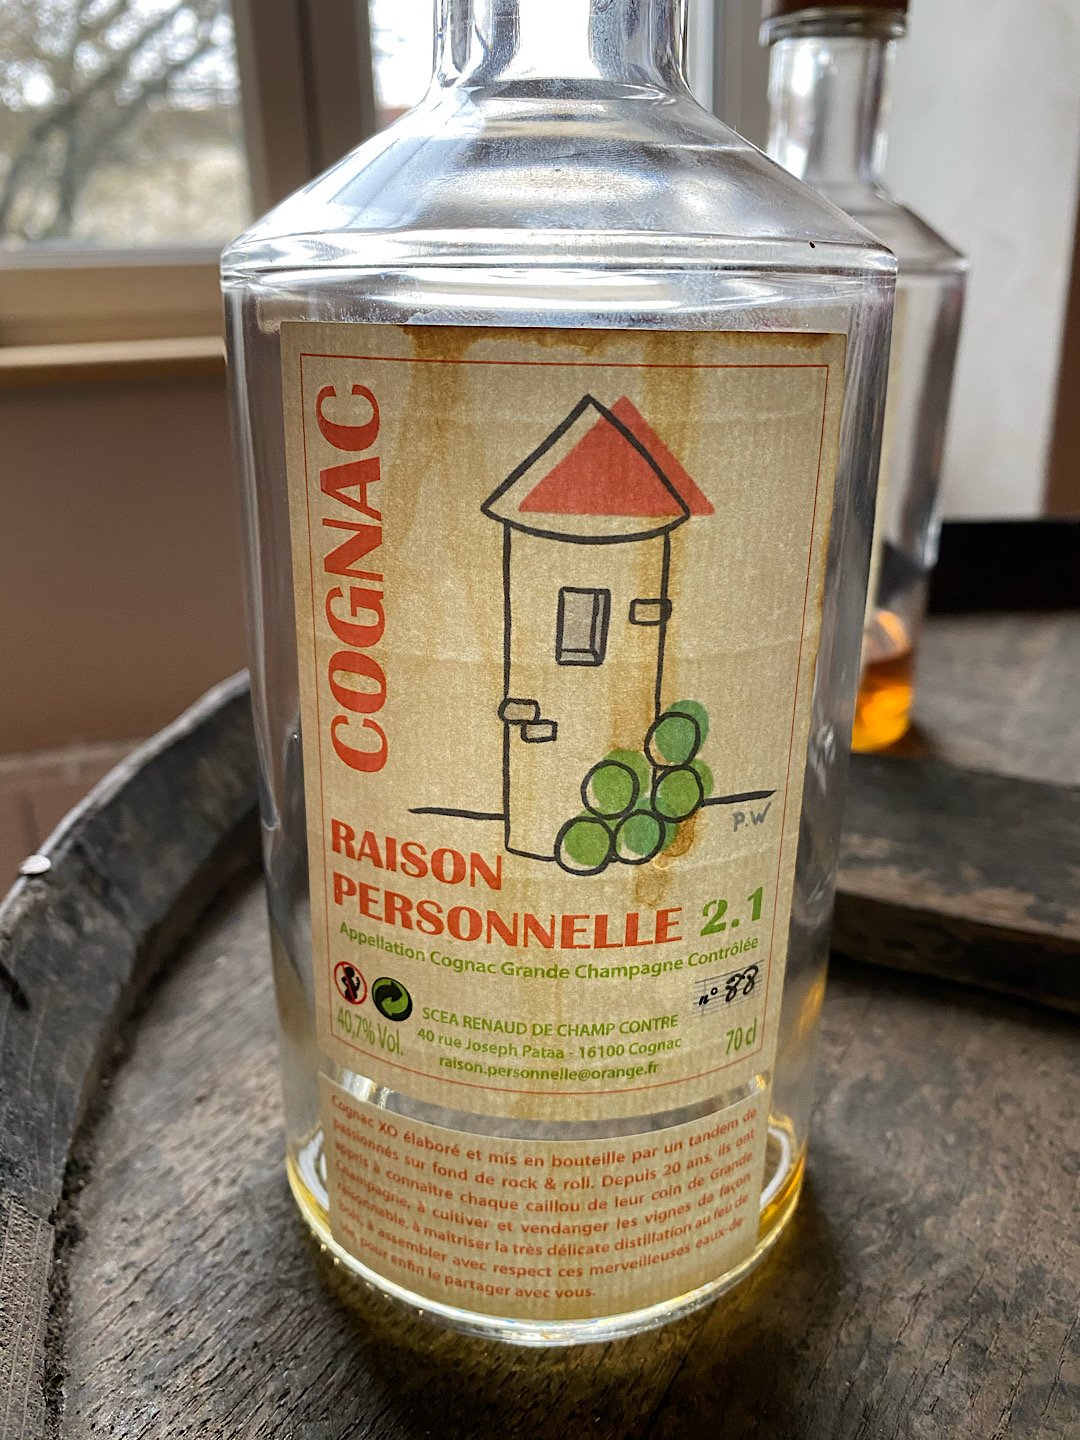 COGNAC
P.W
RAISON
PERSONNELLE 2.1
Appellation Cognac Grande Champagne Contrôlée
n° 88
SCEA RENAUD DE CHAMP CONTRE
40,7% Vol.
40 rue Joseph Pataa - 16100 Cognac
70 cl
raison.personnelle@orange.fr
Cognac XO élaboré et mis en bouteille par un tandem de
passionnés sur fond de rock & roll. Depuis 20 ans, ils ont
appris à connaître chaque caillou de leur coin de Grande
Champagne, à cultiver et vendanger les vignes de façon
raisonnable, à maîtriser la très délicate distillation au feu de
bois, à assembler avec respect ces merveilleuses eaux-de-
vie, pour enfin le partager avec vous.